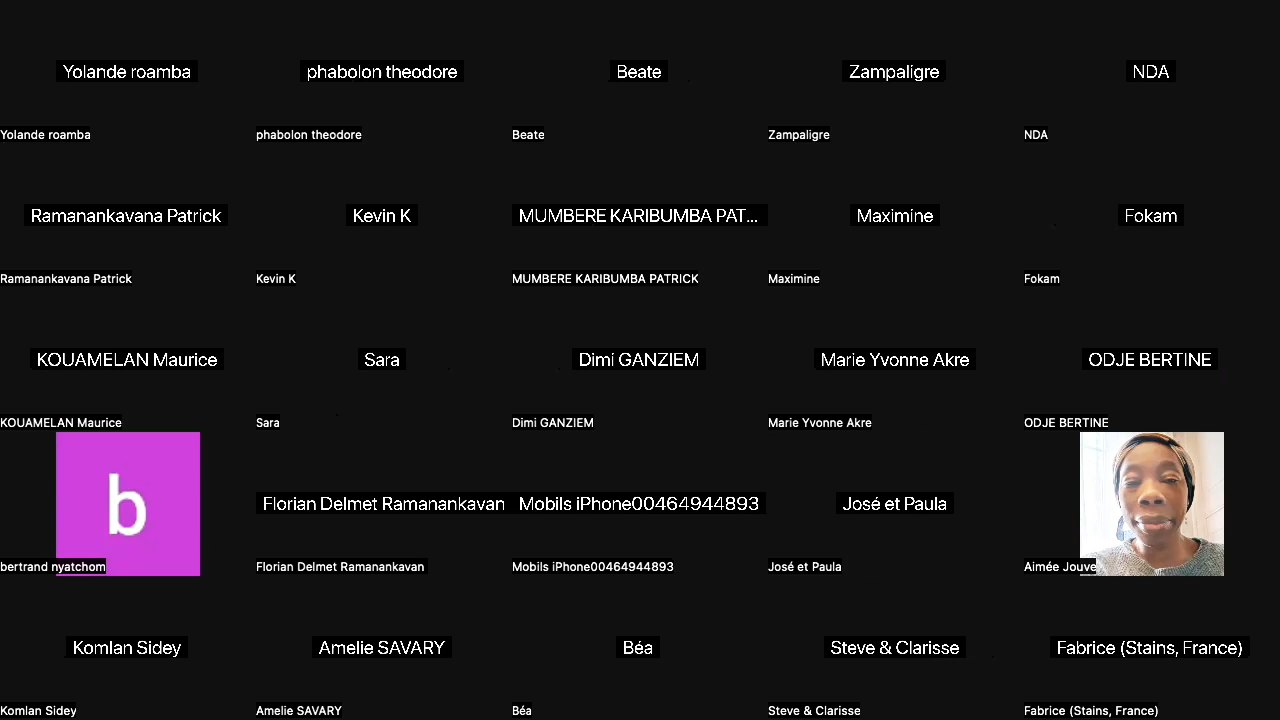 Yolande roamba
phabolon theodore
Beate
Zampaligre
NDA
Yolande roamba
phabolon theodore
Beate
Zampaligre
NDA
Ramanankavana Patrick
Kevin K
MUMBERE KARIBUMBA PAT...
Maximine
Fokam
Ramanankavana Patrick
Kevin K
MUMBERE KARIBUMBA PATRICK
Maximine
Fokam
KOUAMELAN Maurice
Sara
Dimi GANZIEM
Marie Yvonne Akre
ODJE BERTINE
KOUAMELAN Maurice
Sara
Dimi GANZIEM
Marie Yvonne Akre
ODJE BERTINE
b
Florian Delmet Ramanankavan
Mobils iPhone00464944893
José et Paula
bertrand nyatchom
Florian Delmet Ramanankavan
Mobils iPhone00464944893
José et Paula
Aimée Jouve
Komlan Sidey
Amelie SAVARY
Béa
Steve & Clarisse
Fabrice (Stains, France)
Komlan Sidey
Amelie SAVARY
Béa
Steve & Clarisse
Fabrice (Stains, France)